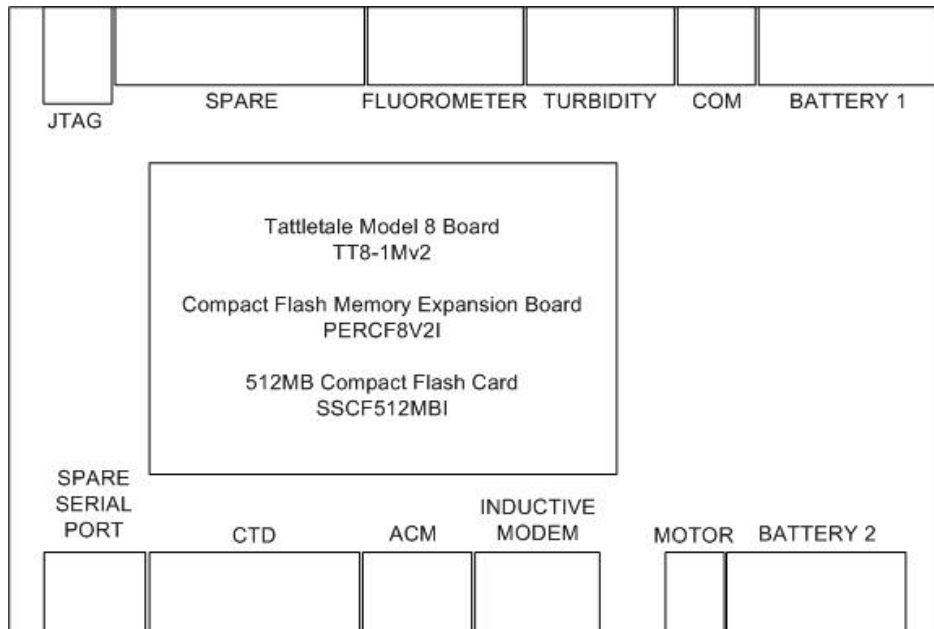 SPARE
FLUOROMETER
TURBIDITY
COM
BATTERY 1
JTAG
Tattletale Model 8 Board
TT8-1Mv2
Compact Flash Memory Expansion Board
PERCF8V2I
512MB Compact Flash Card
SSCF512MBI
SPARE
SERIAL
PORT
CTD
ACM
INDUCTIVE
MODEM
MOTOR
BATTERY 2